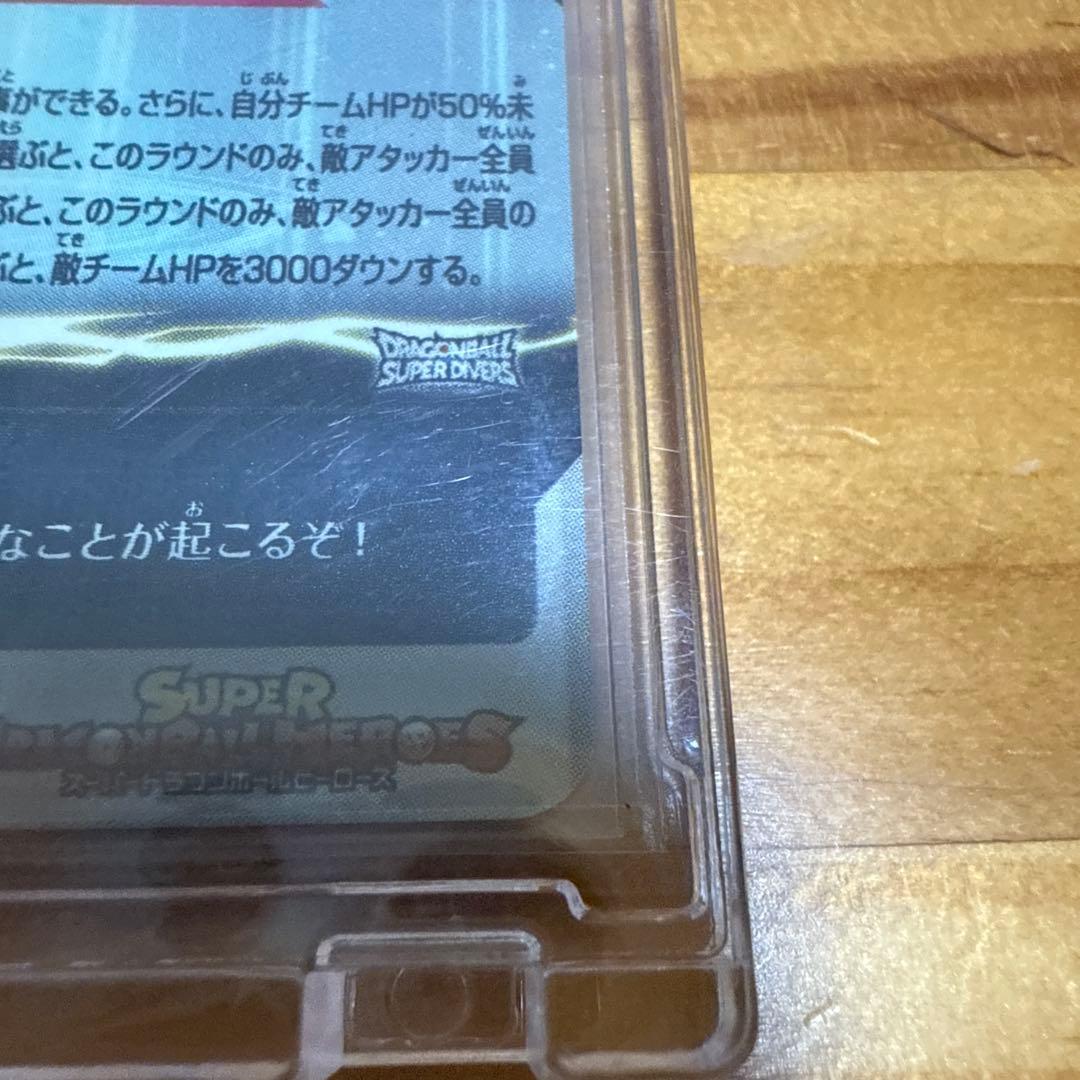 ができる。さらに、自分チームHPが50%未
選ぶと、このラウンドのみ、敵アタッカー全員
ぶと、このラウンドのみ、敵アタッカー全員の
と、敵チームHPを3000ダウンする。
DRAGONBALL
SUPER DIVERS
なことが起こるぞ!
SUPER
DRAGONBALL HEROES
スーパードラゴンボールヒーローズ